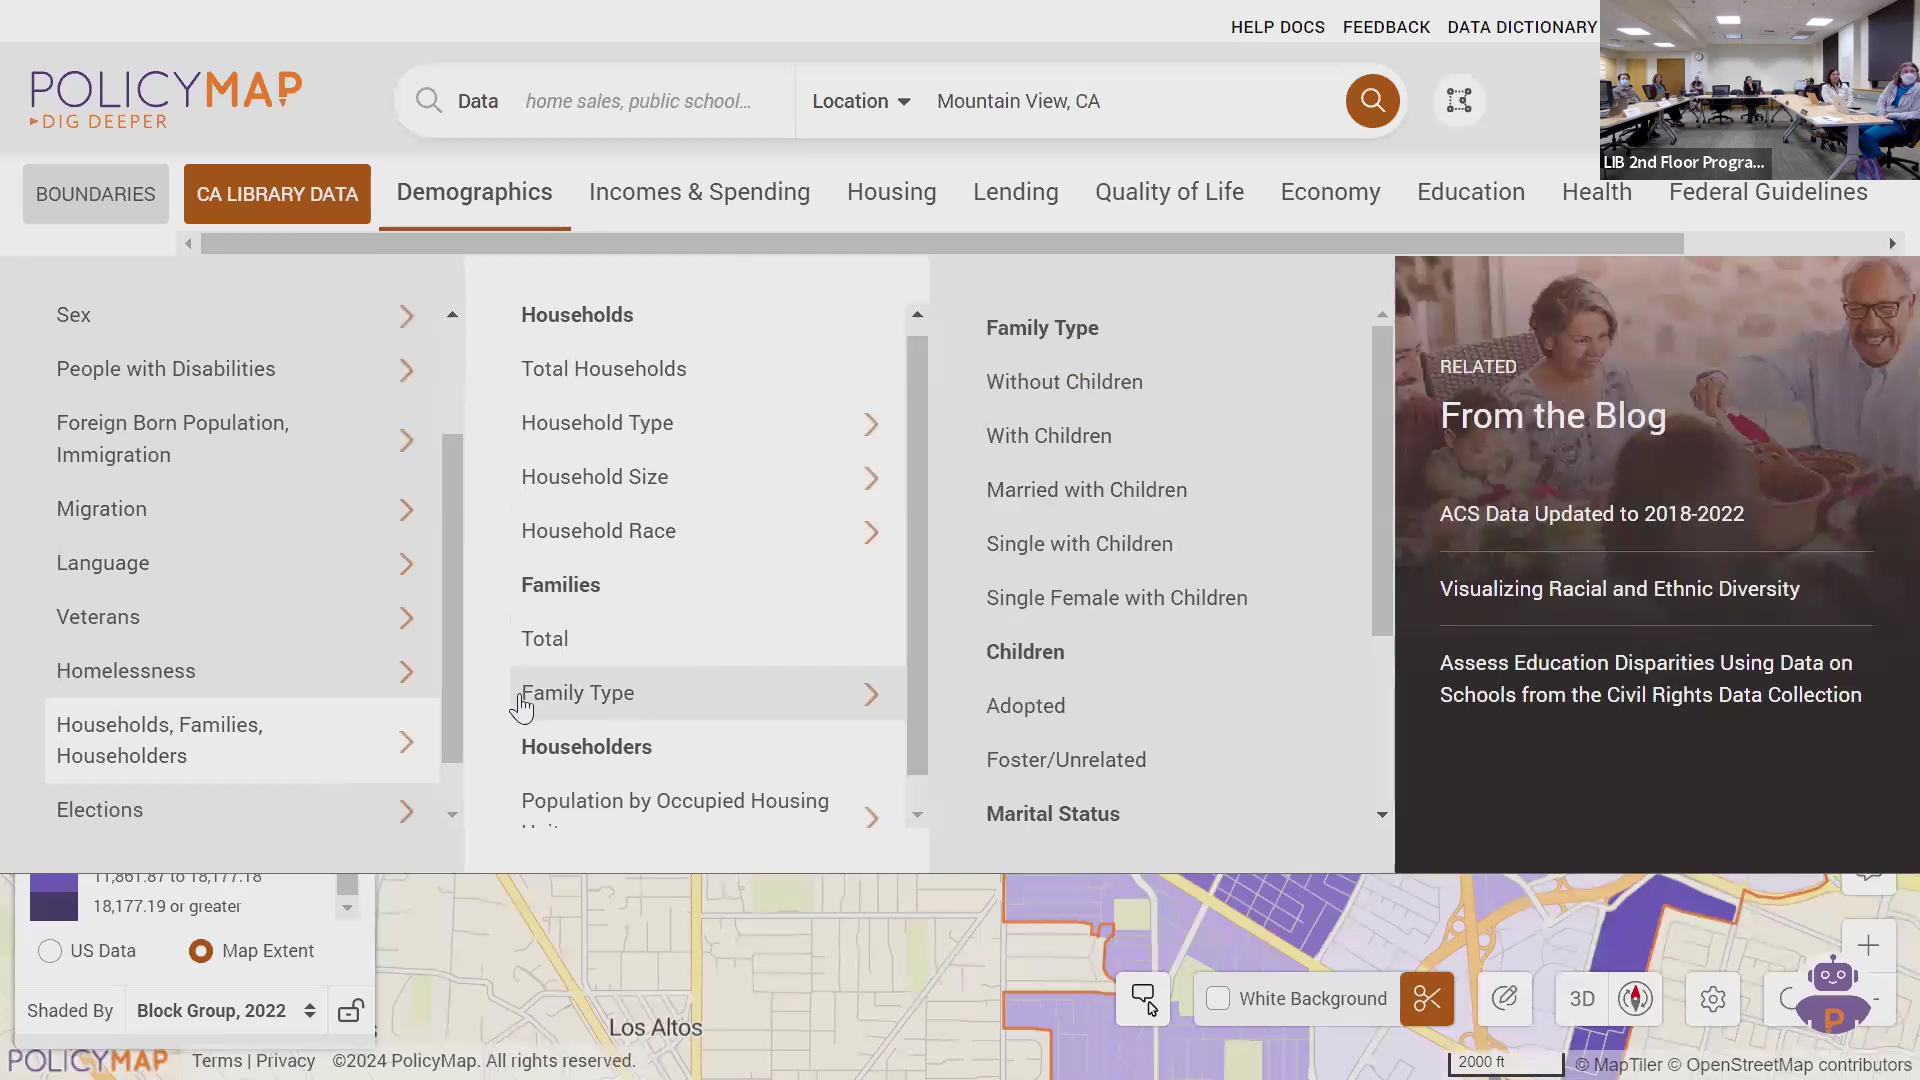 HELP DOCS FEEDBACK DATA DICTIONARY
POLICYMAP
DIG DEEPER
Data home sales, public school... Location Mountain View, CA
LIB 2nd Floor Progra...
BOUNDARIES CA LIBRARY DATA Demographics Incomes & Spending Housing Lending Quality of Life Economy Education Health Federal Guidelines
Sex
People with Disabilities
Foreign Born Population,
Immigration
Migration
Language
Veterans
Homelessness
Households, Families,
Householders
Elections
Households
Total Households
Household Type
Household Size
Household Race
Families
Total
Family Type
Householders
Population by Occupied Housing
Family Type
Without Children
With Children
Married with Children
Single with Children
Single Female with Children
Children
Adopted
Foster/Unrelated
Marital Status
RELATED
From the Blog
ACS Data Updated to 2018-2022
Visualizing Racial and Ethnic Diversity
Assess Education Disparities Using Data on
Schools from the Civil Rights Data Collection
11,861.87 to 18,177.18
18,177.19 or greater
US Data Map Extent
Shaded By Block Group, 2022
Los Altos
White Background
3D
P
2000 ft
POLICYMAP Terms | Privacy ©2024 PolicyMap. All rights reserved.
© MapTiler © OpenStreetMap contributors